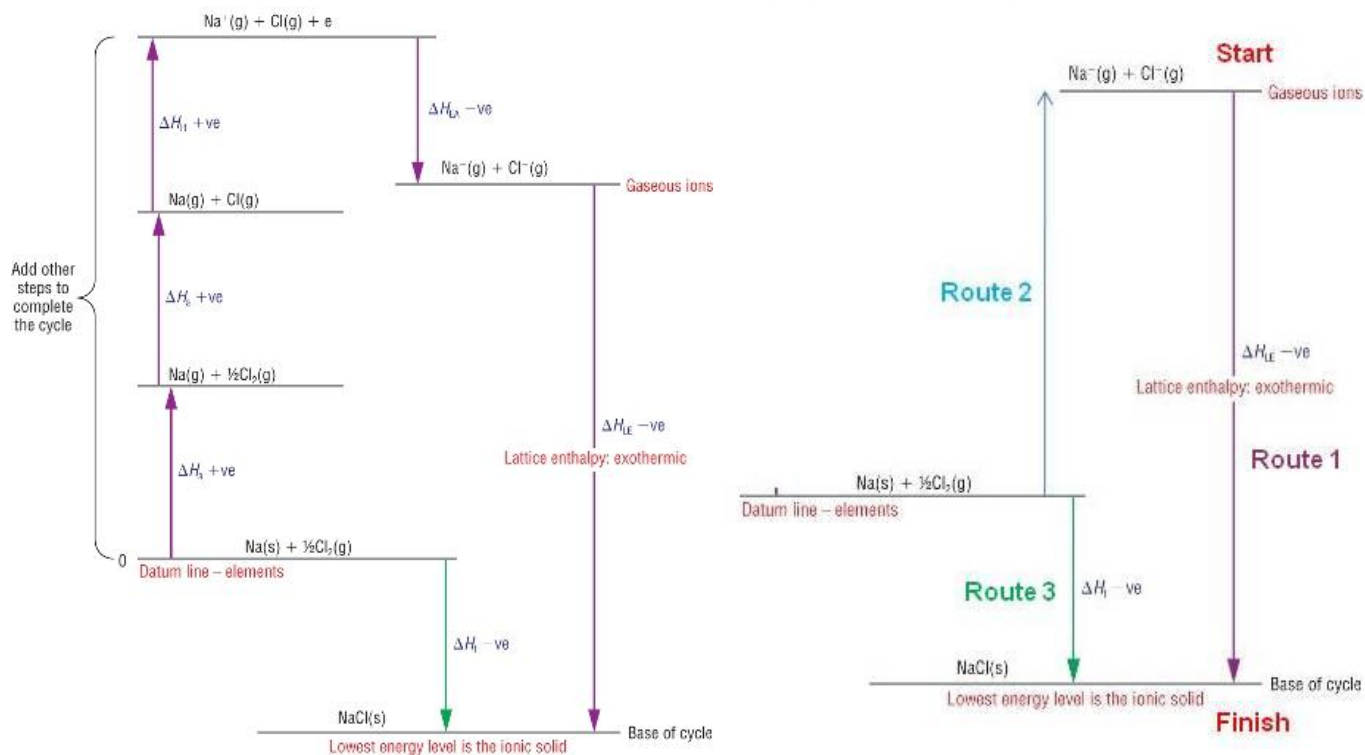 Na⁺(g) + Cl(g) + e
ΔH_EA −ve
ΔH_I1 +ve
Na⁻(g) + Cl⁻(g)
Gaseous ions
Na(g) + Cl(g)
Add other
steps to
complete
the cycle
ΔHₐ +ve
Na(g) + ½Cl₂(g)
ΔH_LE −ve
Lattice enthalpy: exothermic
ΔHₐ +ve
0
Na(s) + ½Cl₂(g)
Datum line – elements
ΔH_f −ve
NaCl(s)
Base of cycle
Lowest energy level is the ionic solid
Start
Na⁻(g) + Cl⁻(g)
Gaseous ions
Route 2
ΔH_LE −ve
Lattice enthalpy: exothermic
Route 1
Na(s) + ½Cl₂(g)
Datum line – elements
Route 3
ΔH_f −ve
NaCl(s)
Base of cycle
Lowest energy level is the ionic solid
Finish